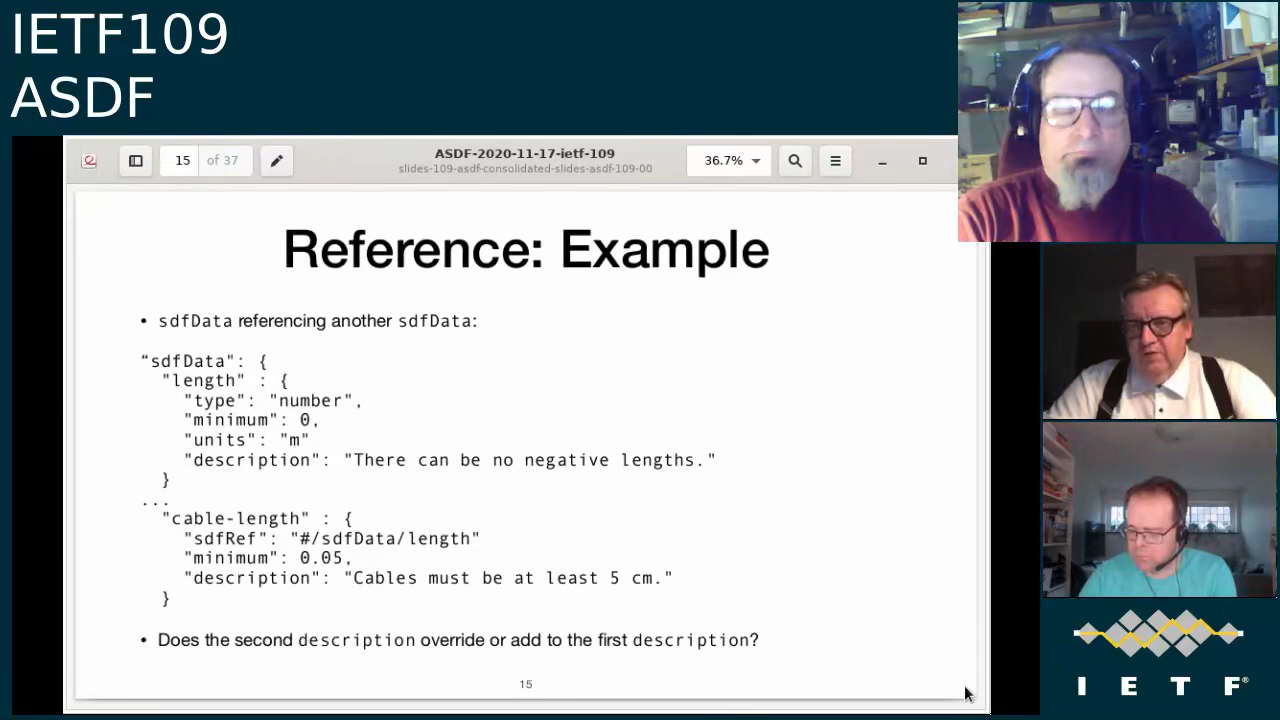 IETF109
ASDF
15 of 37
ASDF-2020-11-17-ietf-109
slides-109-asdf-consolidated-slides-asdf-109-00
36.7%
Reference: Example
• sdfData referencing another sdfData:
“sdfData": {
"length" : {
"type": "number",
"minimum": 0,
"units": "m"
"description": "There can be no negative lengths."
}
...
"cable-length" : {
"sdfRef": "#/sdfData/length"
"minimum": 0.05,
"description": "Cables must be at least 5 cm."
}
• Does the second description override or add to the first description?
15
I E T F®